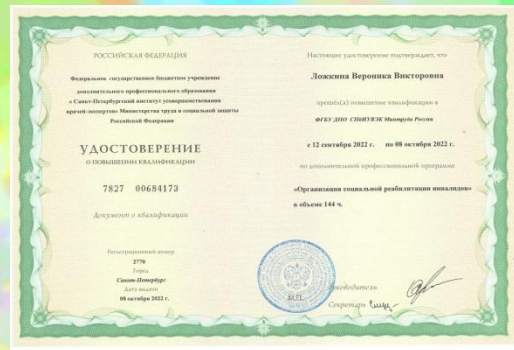 РОССИЙСКАЯ ФЕДЕРАЦИЯ
Федеральное государственное бюджетное учреждение
дополнительного профессионального образования
« Санкт-Петербургский институт усовершенствования
врачей-экспертов» Министерства труда и социальной защиты
Российской Федерации
УДОСТОВЕРЕНИЕ
О ПОВЫШЕНИИ КВАЛИФИКАЦИИ
7827 00684173
Документ о квалификации
Регистрационный номер
2770
Город
Санкт-Петербург
Дата выдачи
08 октября 2022 г.
Настоящее удостоверение подтверждает, что
Ложкина Вероника Викторовна
прошёл(а) повышение квалификации в
ФГБУ ДПО СПбИУВЭК Минтруда России
с 12 сентября 2022 г. по 08 октября 2022 г.
по дополнительной профессиональной программе
«Организация социальной реабилитации инвалидов»
в объеме 144 ч.
М.П.
Руководитель
Секретарь